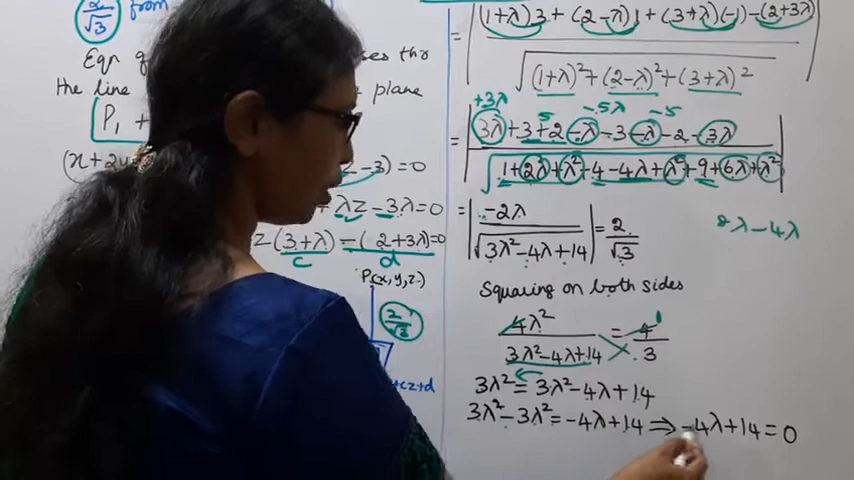 2/√3 from
Eqn
the line
plane
P₁ +
(x+2y
-3)=0
+λz-3λ=0
z(3+λ)-(2+3λ)=0
c d
P(x,y,z)
2/√3
+cz+d
= |(1+λ)3+(2-λ)1+(3+λ)(-1)-(2+3λ)|
√(1+λ)²+(2-λ)²+(3+λ)²
+3λ 5 -5λ -5
= |3λ+3+2-λ-3-λ-2-3λ|
√1+2λ+λ²+4-4λ+λ²+9+6λ+λ²
= |-2λ / √3λ²-4λ+14| = 2/√3
8λ-4λ
Squaring on both sides
4λ² / 3λ²-4λ+14 = 4 1 / 3
3λ² = 3λ²-4λ+14
3λ²-3λ²=-4λ+14 ⇒ -4λ+14=0